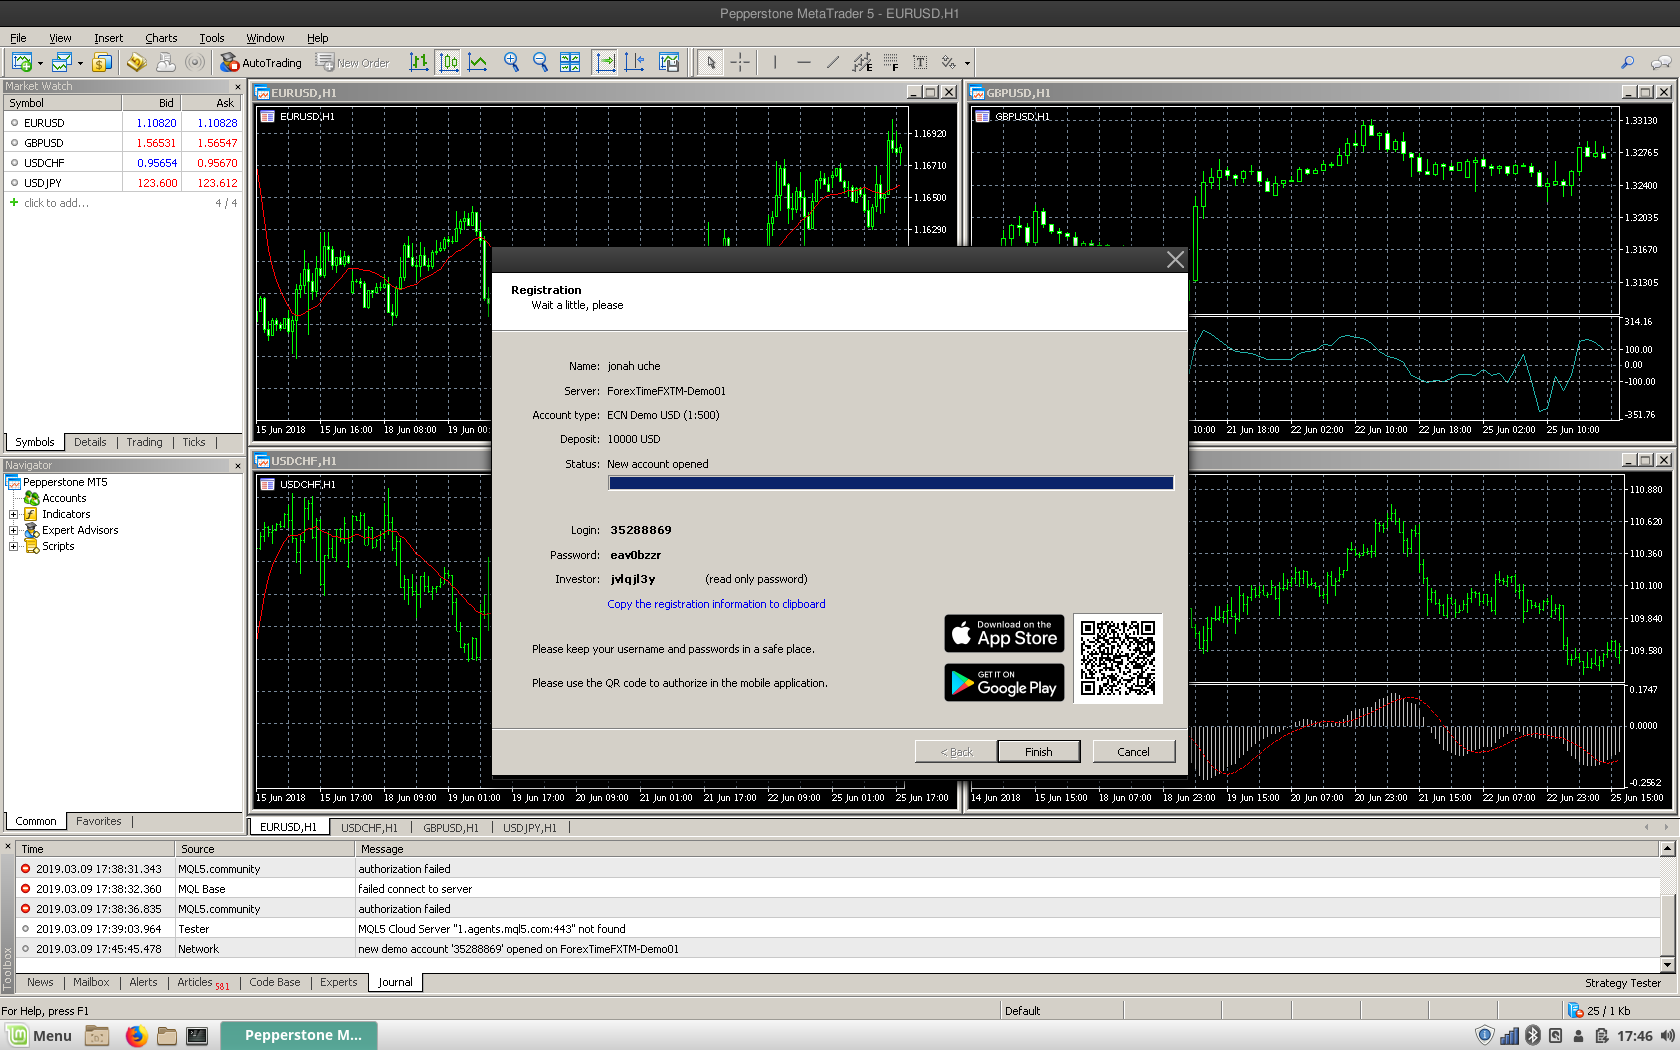 Pepperstone MetaTrader 5 - EURUSD,H1
File View Insert Charts Tools Window Help
AutoTrading New Order
Market Watch
Symbol Bid Ask
EURUSD 1.10820 1.10828
GBPUSD 1.56531 1.56547
USDCHF 0.95654 0.95670
USDJPY 123.600 123.612
click to add... 4 / 4
Symbols Details Trading Ticks
Navigator
Pepperstone MT5
Accounts
Indicators
Expert Advisors
Scripts
Common Favorites
EURUSD,H1
EURUSD,H1
1.16920
1.16710
1.16500
1.16290
15 Jun 2018 15 Jun 16:00 18 Jun 08:00 19 Jun 00:
GBPUSD,H1
GBPUSD,H1
1.33130
1.32765
1.32400
1.32035
1.31670
1.31305
314.16
100.00
0.00
-100.00
-351.76
10:00 21 Jun 18:00 22 Jun 02:00 22 Jun 10:00 22 Jun 18:00 25 Jun 02:00 25 Jun 10:00
USDCHF,H1
USDCHF,H1
15 Jun 2018 15 Jun 17:00 18 Jun 09:00 19 Jun 01:00 19 Jun 17:00 20 Jun 09:00 21 Jun 01:00 21 Jun 17:00 22 Jun 09:00 25 Jun 01:00 25 Jun 17:00
110.880
110.620
110.360
110.100
109.840
109.580
0.1747
0.0000
-0.2562
14 Jun 2018 15 Jun 15:00 18 Jun 07:00 18 Jun 23:00 19 Jun 15:00 20 Jun 07:00 20 Jun 23:00 21 Jun 15:00 22 Jun 07:00 22 Jun 23:00 25 Jun 15:00
Registration
Wait a little, please
Name: jonah uche
Server: ForexTimeFXTM-Demo01
Account type: ECN Demo USD (1:500)
Deposit: 10000 USD
Status: New account opened
Login: 35288869
Password: eav0bzzr
Investor: jvlqjl3y (read only password)
Copy the registration information to clipboard
Please keep your username and passwords in a safe place.
Please use the QR code to authorize in the mobile application.
Download on the
App Store
GET IT ON
Google Play
< Back Finish Cancel
EURUSD,H1 USDCHF,H1 GBPUSD,H1 USDJPY,H1
Time Source Message
2019.03.09 17:38:31.343 MQL5.community authorization failed
2019.03.09 17:38:32.360 MQL Base failed connect to server
2019.03.09 17:38:36.835 MQL5.community authorization failed
2019.03.09 17:39:03.964 Tester MQL5 Cloud Server "1.agents.mql5.com:443" not found
2019.03.09 17:45:45.478 Network new demo account '35288869' opened on ForexTimeFXTM-Demo01
Toolbox
News Mailbox Alerts Articles 581 Code Base Experts Journal
Strategy Tester
For Help, press F1 Default 25 / 1 Kb
Menu Pepperstone M... 17:46